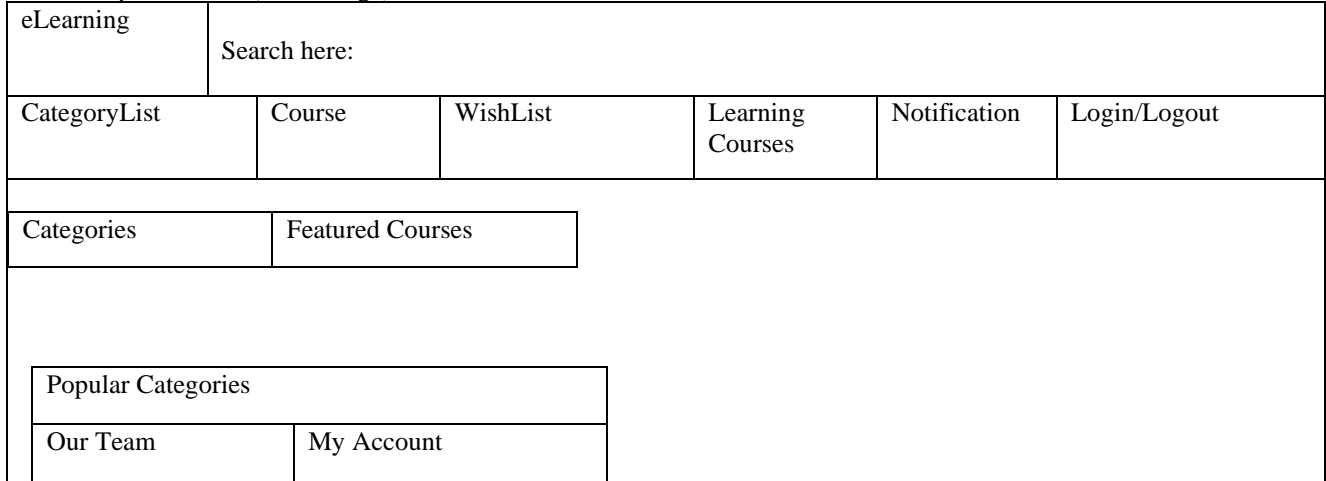 eLearning
Search here:
CategoryList Course WishList Learning Courses Notification Login/Logout
Categories Featured Courses
Popular Categories
Our Team My Account